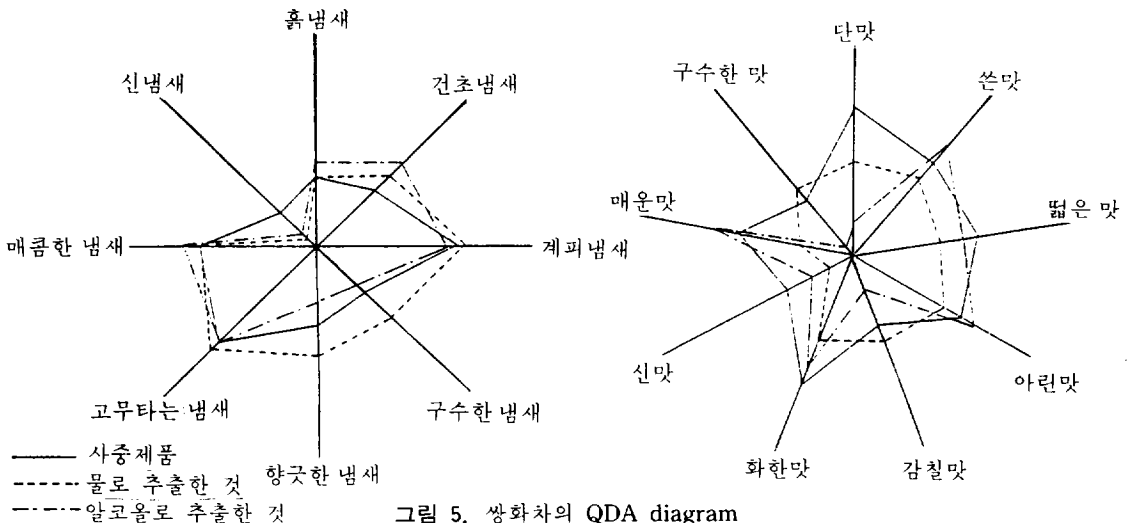 흙냄새
신냄새
건초냄새
매콤한 냄새
계피냄새
고무타는 냄새
구수한 냄새
향긋한 냄새
단맛
구수한 맛
쓴맛
매운맛
떫은 맛
신맛
아린맛
화한맛
감칠맛
사중제품
물로 추출한 것
알코올로 추출한 것
그림 5. 쌍화차의 QDA diagram